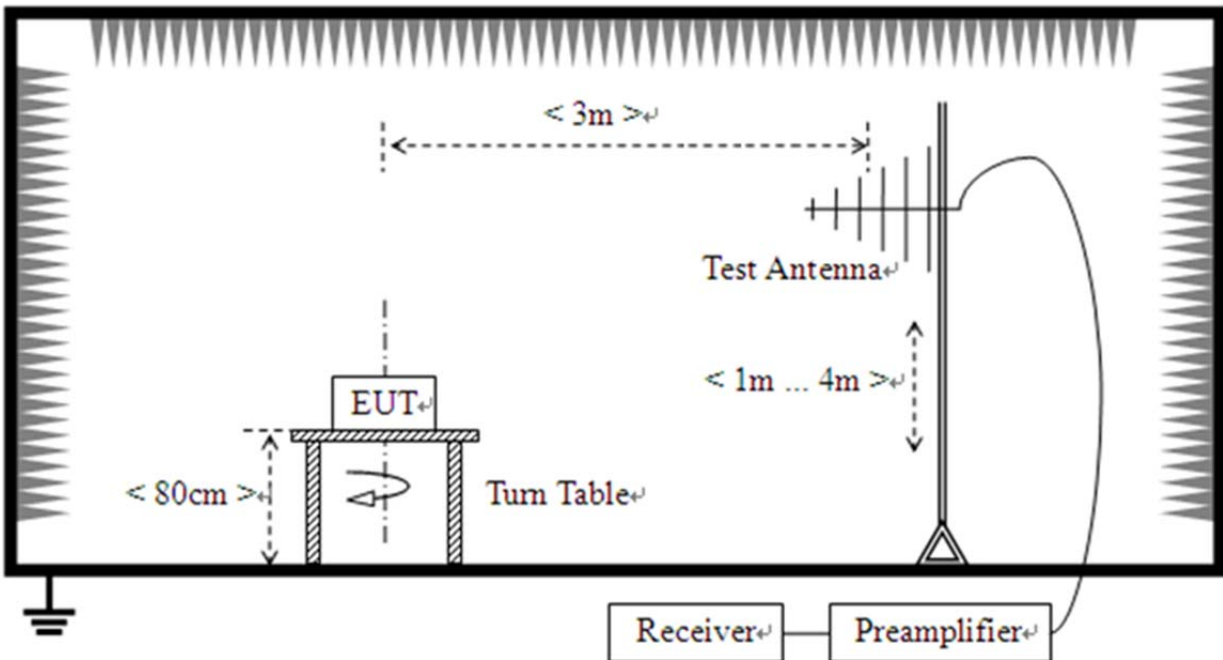 < 3m >↵
Test Antenna↵
< 1m ... 4m >↵
EUT↵
< 80cm >↵
Turn Table↵
Receiver↵
Preamplifier↵